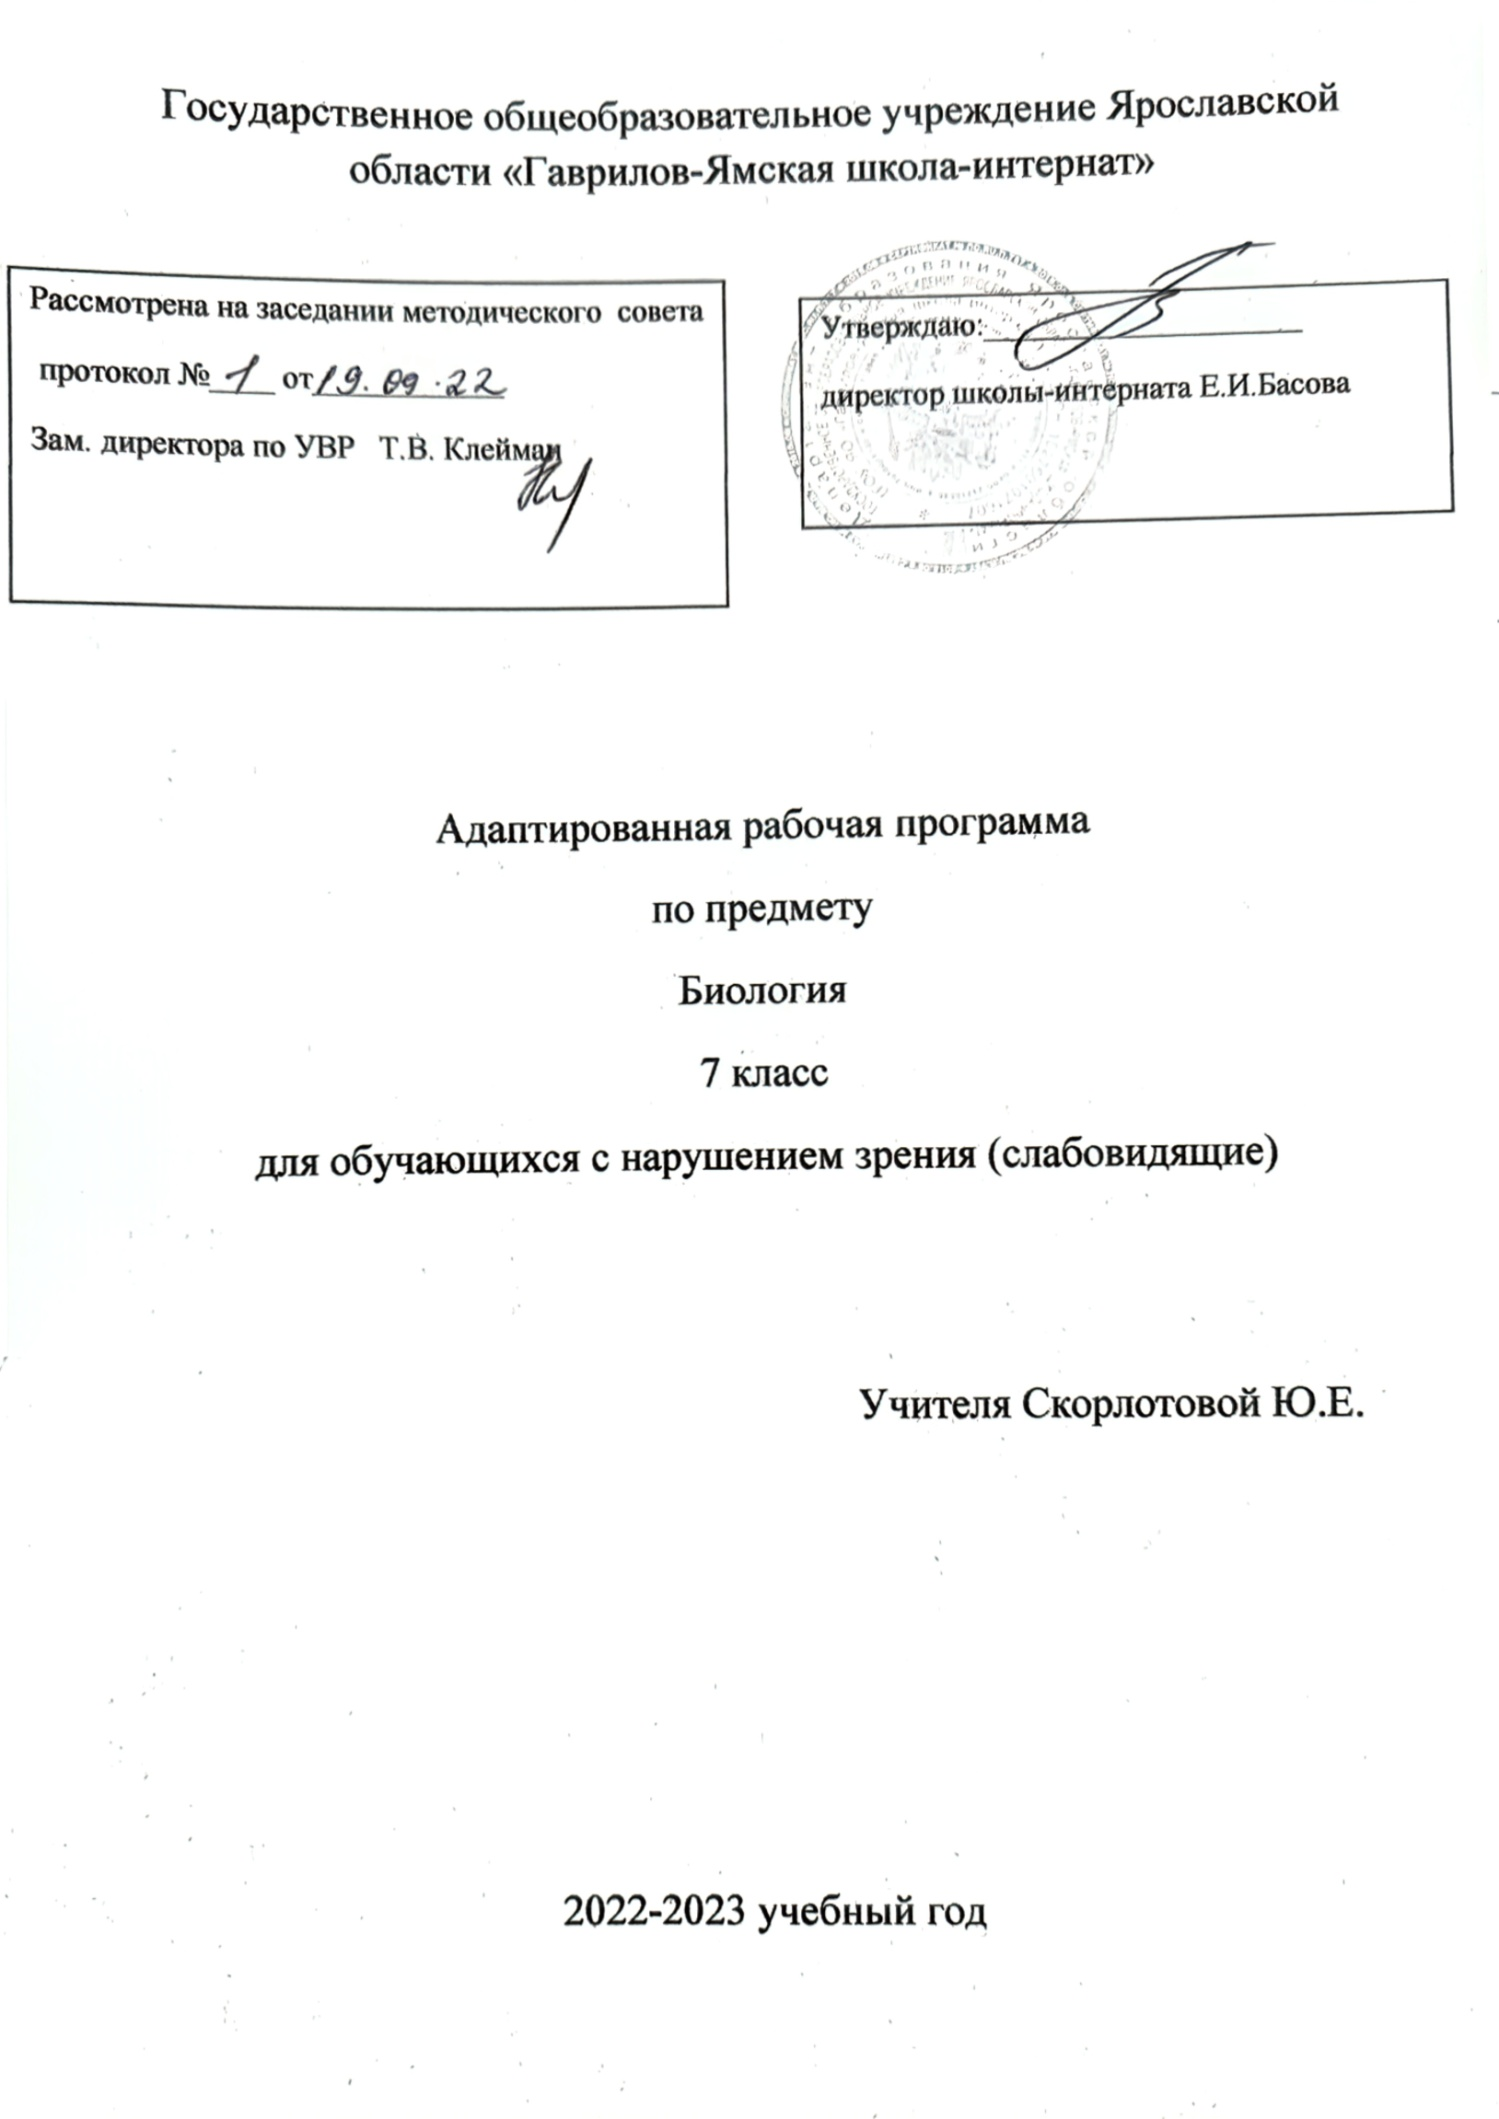 Государственное общеобразовательное учреждение Ярославской
области «Гаврилов-Ямская школа-интернат»
Рассмотрена на заседании методического совета
протокол № 1 от 19.09.22
Зам. директора по УВР Т.В. Клейман
Утверждаю:
директор школы-интерната Е.И.Басова
Адаптированная рабочая программа
по предмету
Биология
7 класс
для обучающихся с нарушением зрения (слабовидящие)
Учителя Скорлотовой Ю.Е.
2022-2023 учебный год